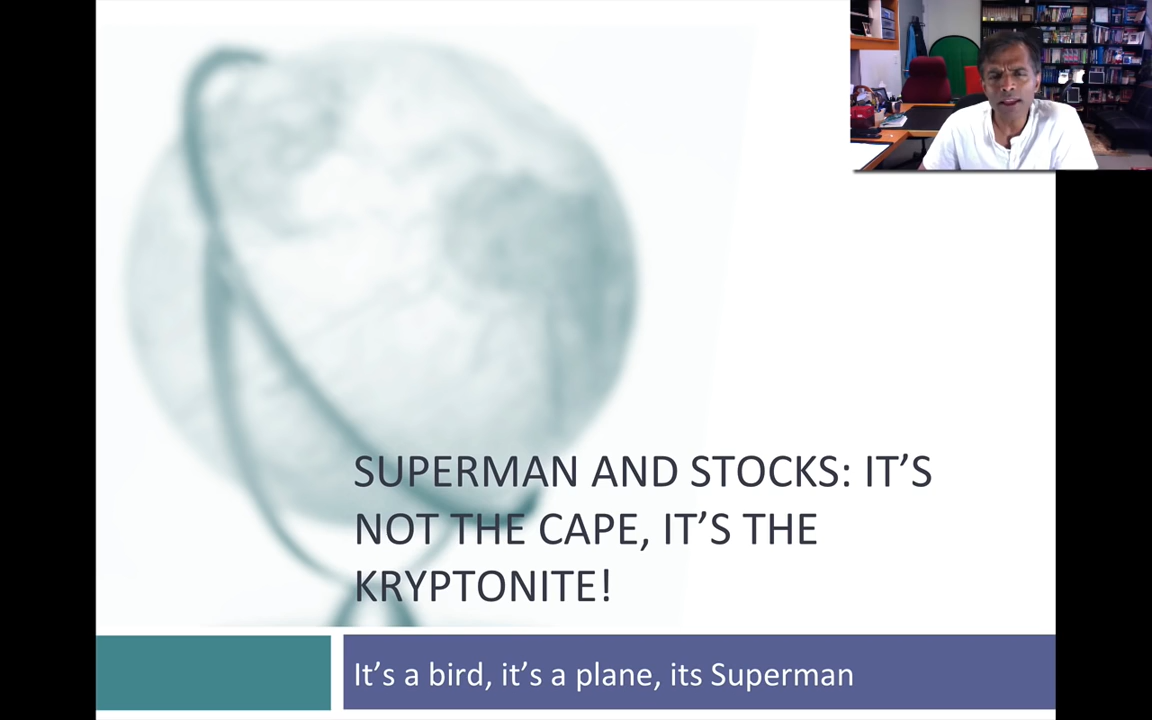 SUPERMAN AND STOCKS: IT’S
NOT THE CAPE, IT’S THE
KRYPTONITE!
It’s a bird, it’s a plane, its Superman